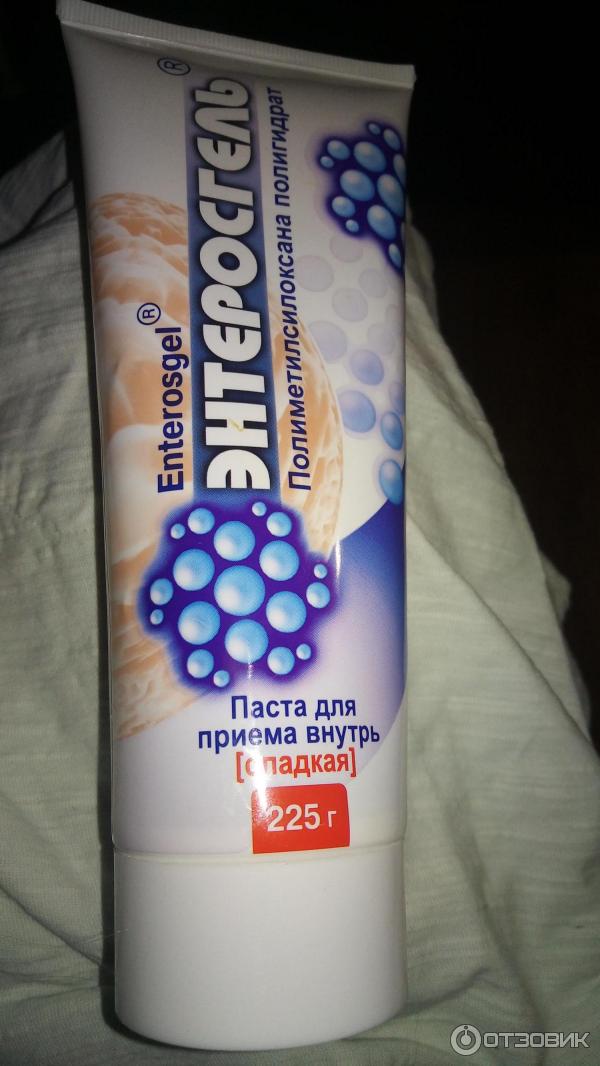 Enterosgel®
ЭНТЕРОСГЕЛЬ®
Полиметилсилоксана полигидрат
Паста для
приема внутрь
[сладкая]
225 г
ОТЗОВИК